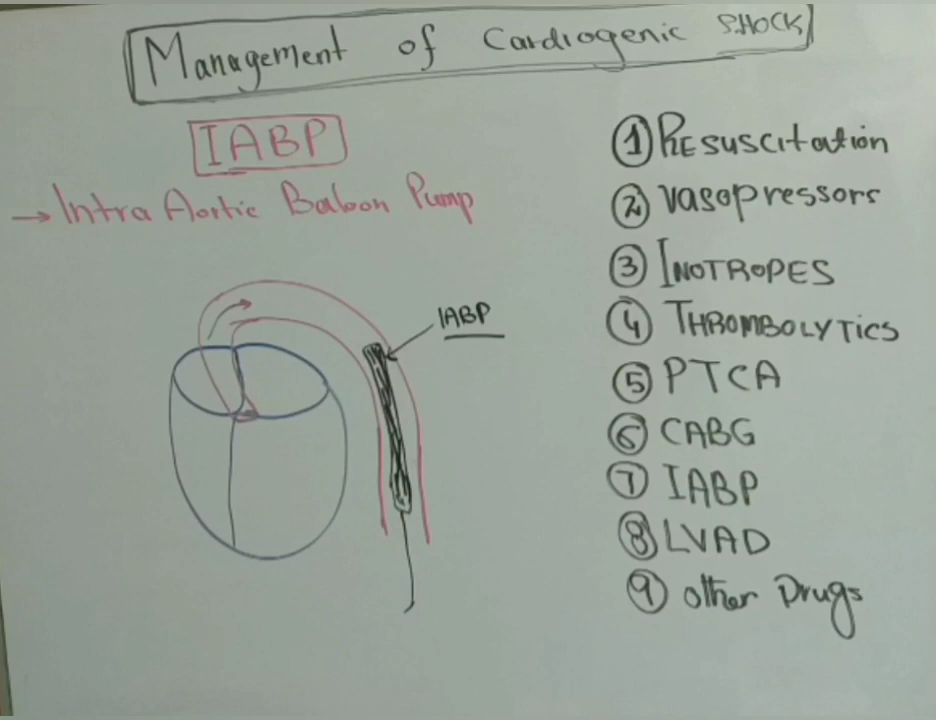 Management of Cardiogenic SHOCK
IABP
→ Intra Aortic Baloon Pump
IABP
① Resuscitation
② Vasopressors
③ INOTROPES
④ THROMBOLYTICS
⑤ PTCA
⑥ CABG
⑦ IABP
⑧ LVAD
⑨ other Drugs